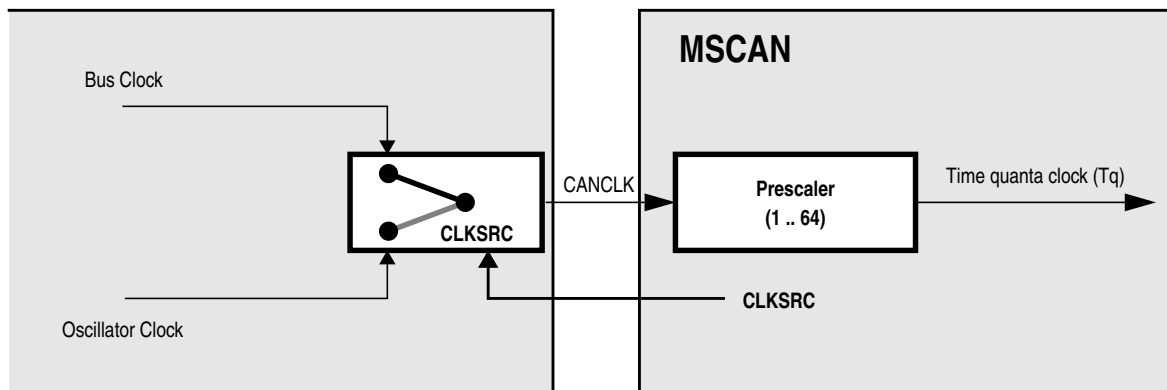 MSCAN
Bus Clock
CANCLK
Prescaler
(1 .. 64)
Time quanta clock (Tq)
CLKSRC
CLKSRC
Oscillator Clock